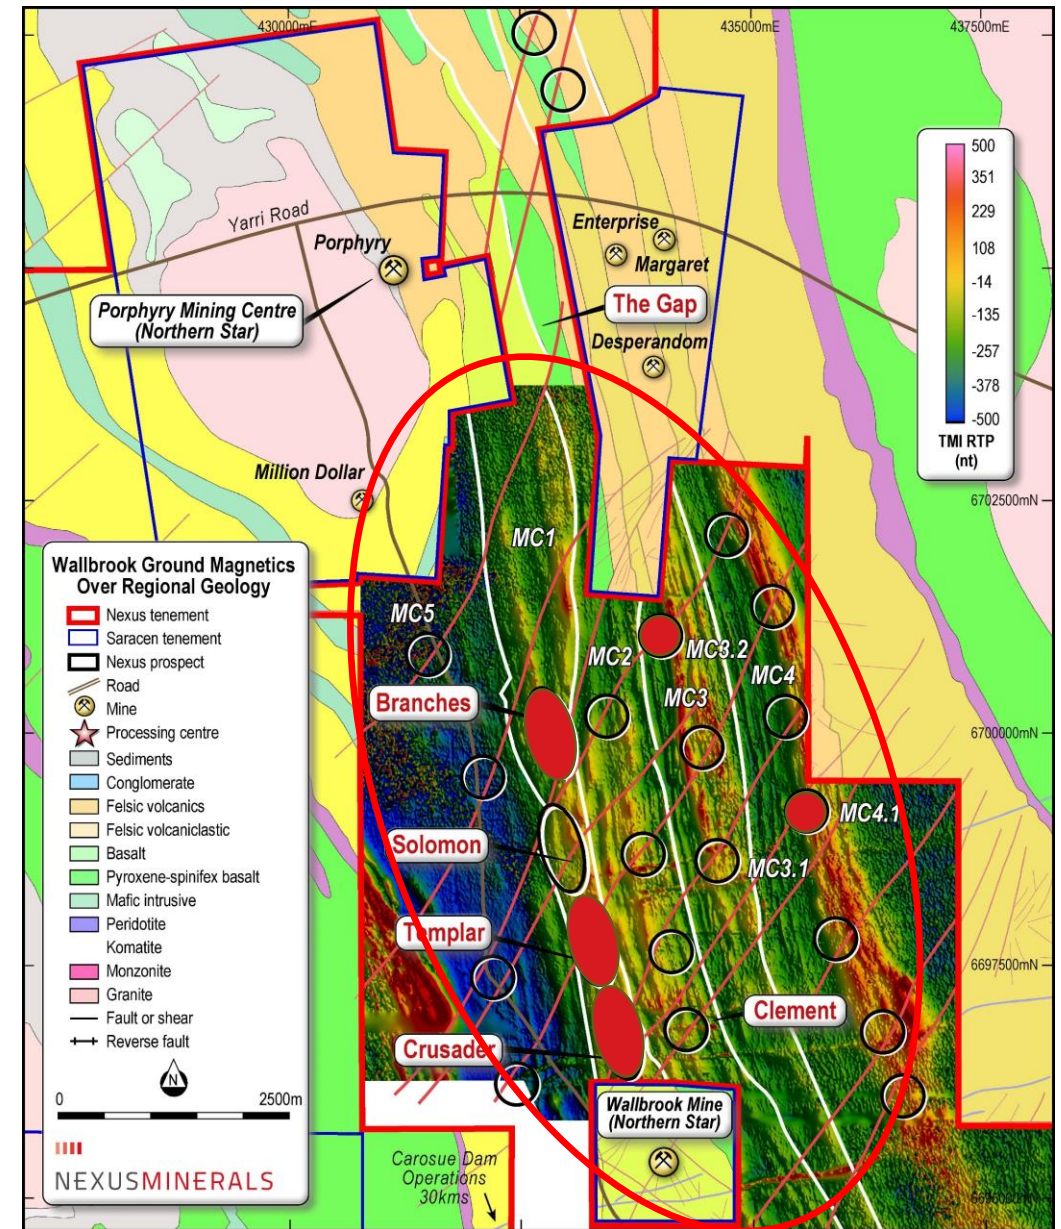 430000mE
435000mE
437500mE
500
351
229
108
-14
-135
-257
-378
-500
TMI RTP
(nt)
Yarri Road
Porphyry
Enterprise
Margaret
Porphyry Mining Centre
(Northern Star)
The Gap
Desperandom
Million Dollar
6702500mN
MC1
MC5
MC2
MC3.2
MC3
MC4
Branches
6700000mN
MC4.1
Solomon
MC3.1
Templar
6697500mN
Clement
Crusader
Wallbrook Mine
(Northern Star)
Carosue Dam
Operations
30kms
6695000mN
Wallbrook Ground Magnetics
Over Regional Geology
Nexus tenement
Saracen tenement
Nexus prospect
Road
Mine
Processing centre
Sediments
Conglomerate
Felsic volcanics
Felsic volcaniclastic
Basalt
Pyroxene-spinifex basalt
Mafic intrusive
Peridotite
Komatite
Monzonite
Granite
Fault or shear
Reverse fault
N
0 2500m
NEXUSMINERALS